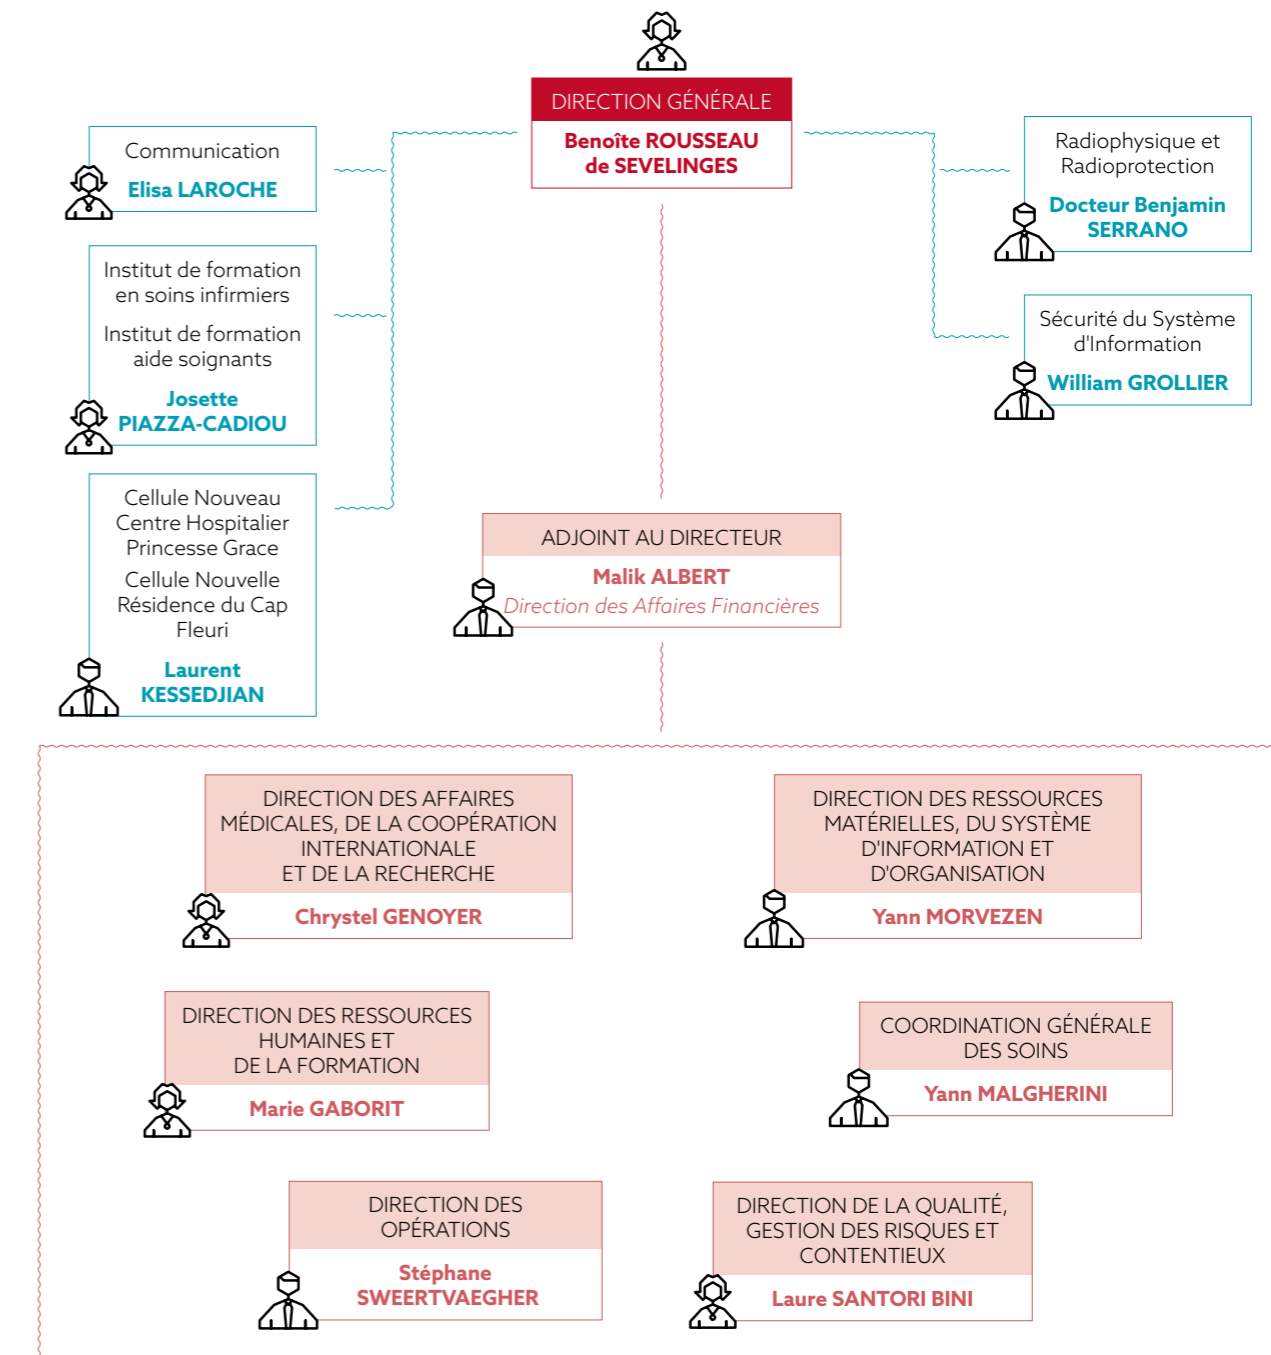 DIRECTION GÉNÉRALE
Benoîte ROUSSEAU
de SEVELINGES
Communication
Elisa LAROCHE
Institut de formation
en soins infirmiers
Institut de formation
aide soignants
Josette
PIAZZA-CADIOU
Cellule Nouveau
Centre Hospitalier
Princesse Grace
Cellule Nouvelle
Résidence du Cap
Fleuri
Laurent
KESSEDJIAN
Radiophysique et
Radioprotection
Docteur Benjamin
SERRANO
Sécurité du Système
d'Information
William GROLLIER
ADJOINT AU DIRECTEUR
Malik ALBERT
Direction des Affaires Financières
DIRECTION DES AFFAIRES
MÉDICALES, DE LA COOPÉRATION
INTERNATIONALE
ET DE LA RECHERCHE
Chrystel GENOYER
DIRECTION DES RESSOURCES
MATÉRIELLES, DU SYSTÈME
D'INFORMATION ET
D'ORGANISATION
Yann MORVEZEN
DIRECTION DES RESSOURCES
HUMAINES ET
DE LA FORMATION
Marie GABORIT
COORDINATION GÉNÉRALE
DES SOINS
Yann MALGHERINI
DIRECTION DES
OPÉRATIONS
Stéphane
SWEERTVAEGHER
DIRECTION DE LA QUALITÉ,
GESTION DES RISQUES ET
CONTENTIEUX
Laure SANTORI BINI